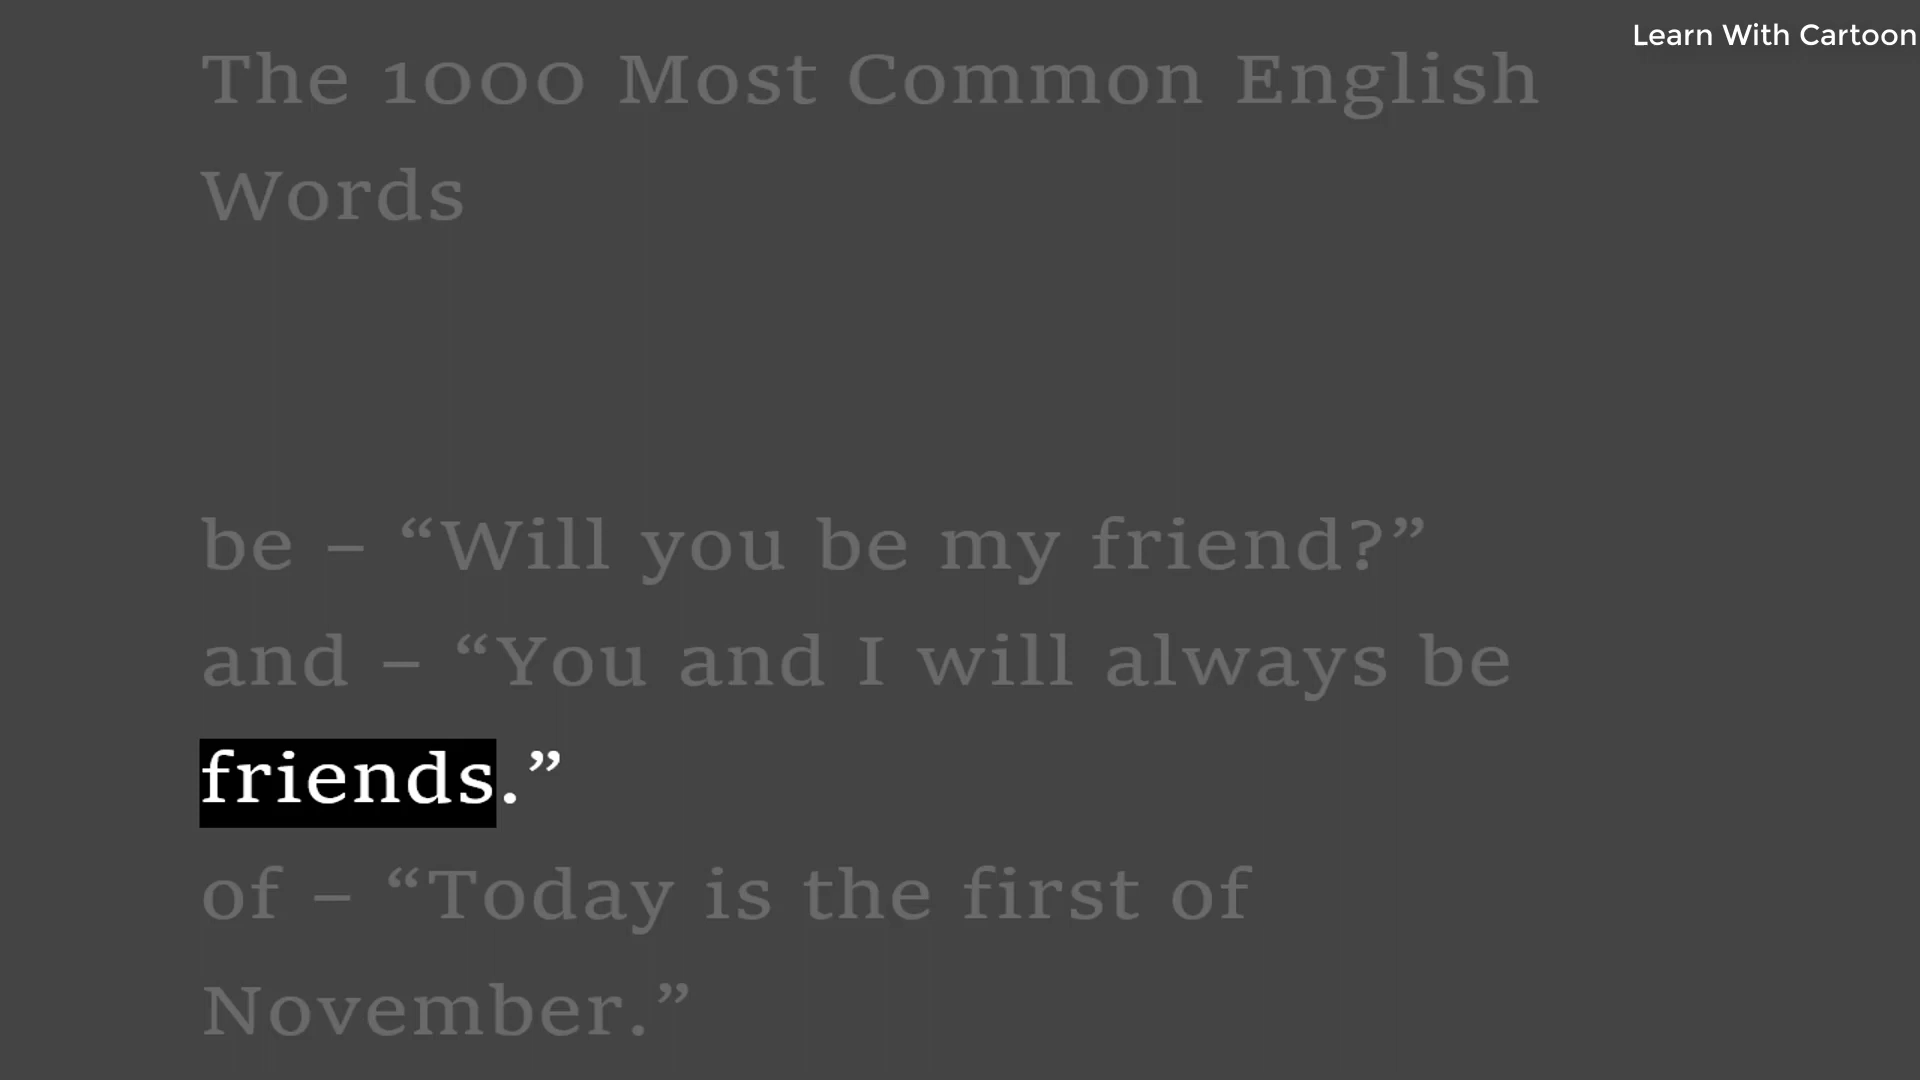 Learn With Cartoon
The 1000 Most Common English
Words
be – “Will you be my friend?”
and – “You and I will always be
friends.”
of – “Today is the first of
November.”